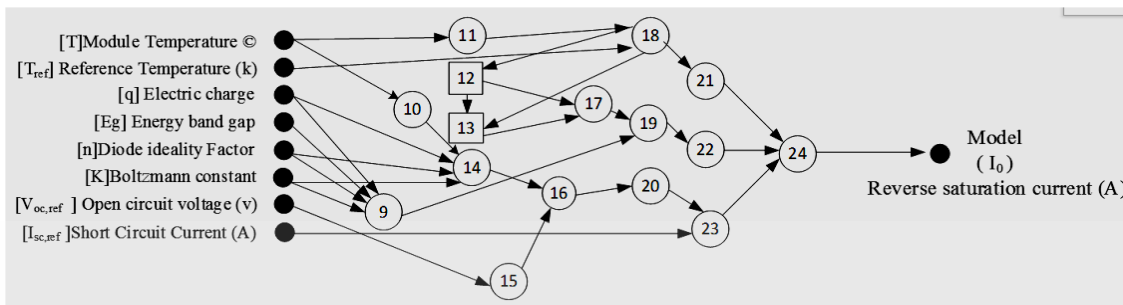 [T]Module Temperature ©
[Tref] Reference Temperature (k)
[q] Electric charge
[Eg] Energy band gap
[n]Diode ideality Factor
[K]Boltzmann constant
[Voc,ref ] Open circuit voltage (v)
[Isc,ref ]Short Circuit Current (A)
11
18
12
21
10
17
13
19
22
24
14
16
20
9
23
15
Model
( I0 )
Reverse saturation current (A)